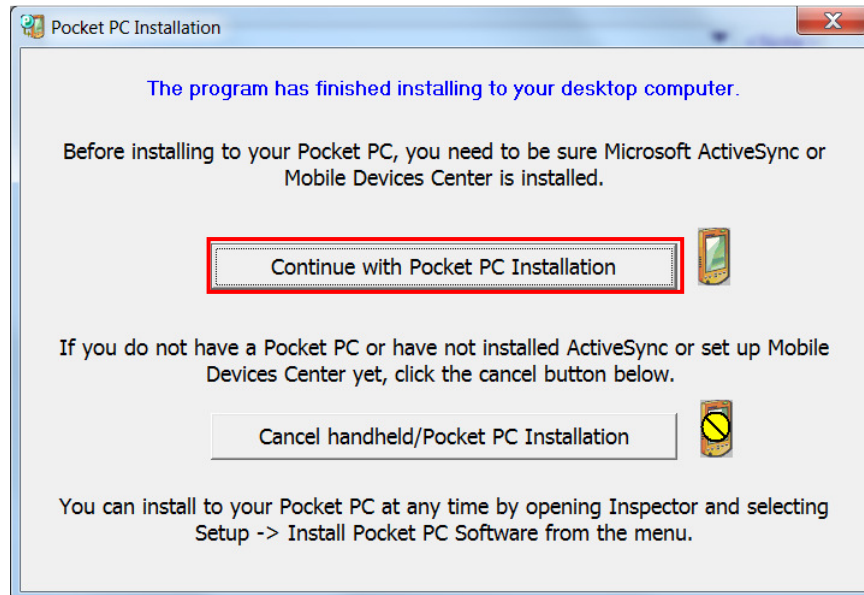 Pocket PC Installation
The program has finished installing to your desktop computer.
Before installing to your Pocket PC, you need to be sure Microsoft ActiveSync or
Mobile Devices Center is installed.
Continue with Pocket PC Installation
If you do not have a Pocket PC or have not installed ActiveSync or set up Mobile
Devices Center yet, click the cancel button below.
Cancel handheld/Pocket PC Installation
You can install to your Pocket PC at any time by opening Inspector and selecting
Setup -> Install Pocket PC Software from the menu.